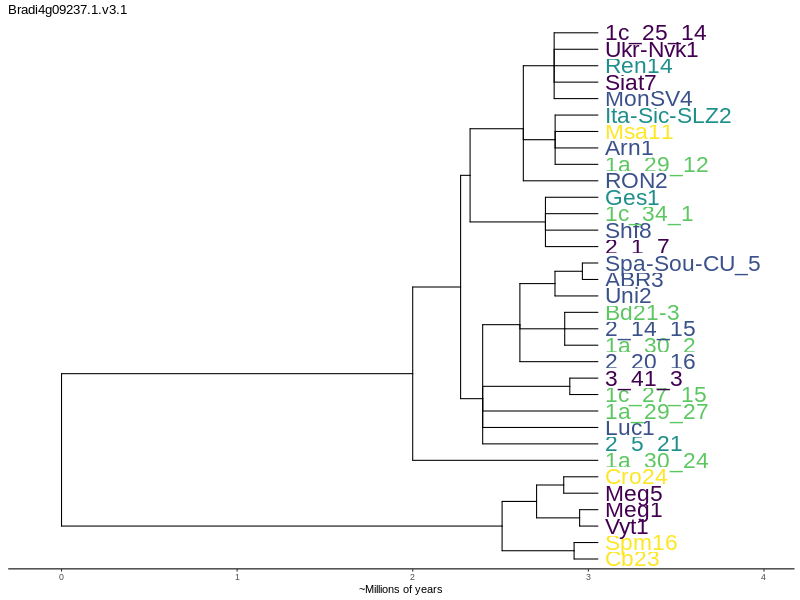 Bradi4g09237.1.v3.1
1c_25_14
Ukr-Nvk1
Ren14
Siat7
MonSV4
Ita-Sic-SLZ2
Msa11
Arn1
1a_29_12
RON2
Ges1
1c_34_1
Shf8
2_1_7
Spa-Sou-CU_5
ABR3
Uni2
Bd21-3
2_14_15
1a_30_2
2_20_16
3_41_3
1c_27_15
1a_29_27
Luc1
2_5_21
1a_30_24
Cro24
Meg5
Meg1
Vyt1
Spm16
Cb23
0 1 2 3 4
~Millions of years